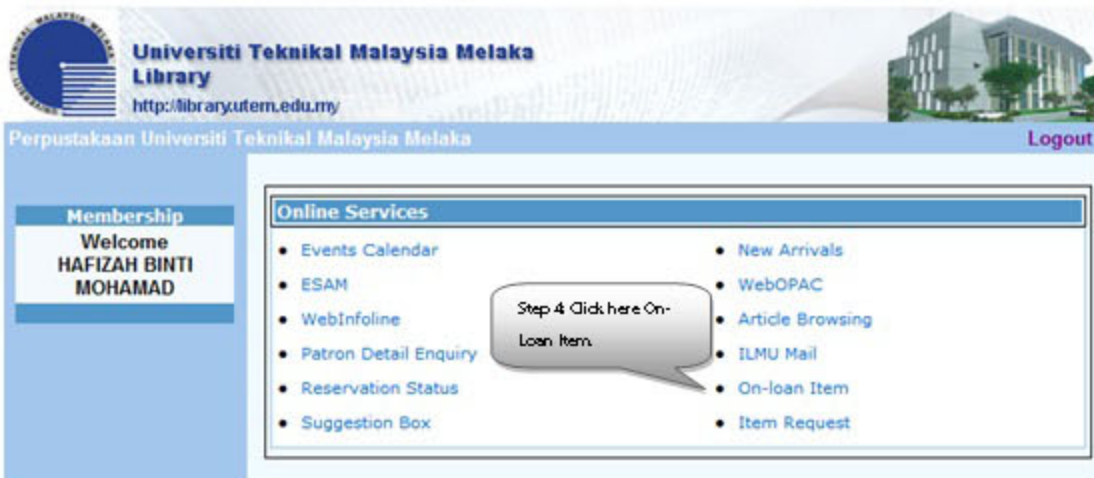 Universiti Teknikal Malaysia Melaka
Library
http://library.utem.edu.my
Perpustakaan Universiti Teknikal Malaysia Melaka
Logout
Membership
Welcome
HAFIZAH BINTI
MOHAMAD
Online Services
Events Calendar
ESAM
WebInfoline
Patron Detail Enquiry
Reservation Status
Suggestion Box
New Arrivals
WebOPAC
Article Browsing
ILMU Mail
On-loan Item
Item Request
Step 4: Click here On-
Loan Item.